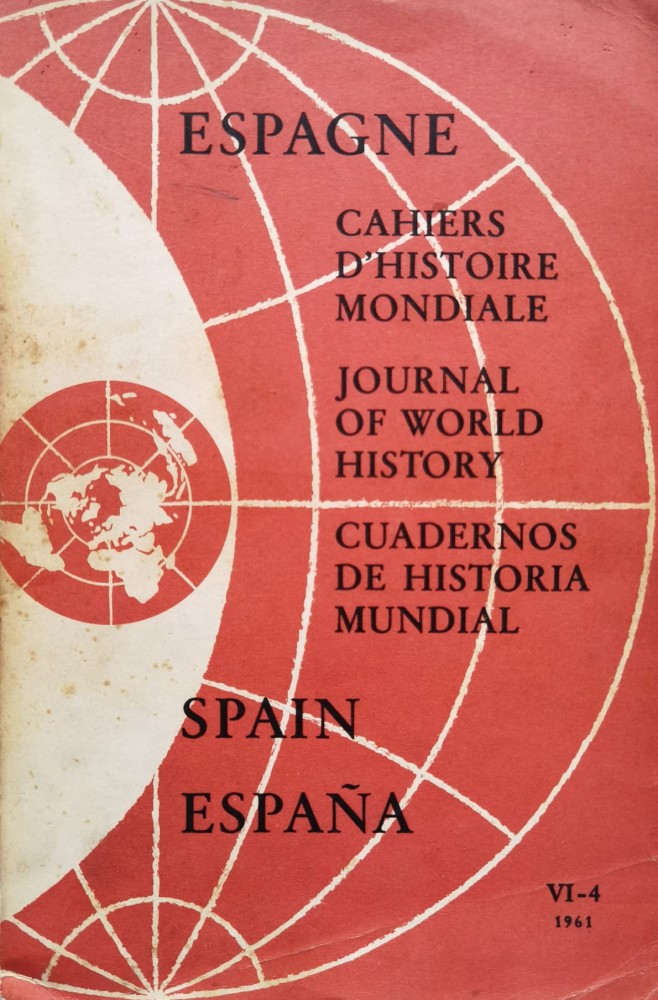 ESPAGNE
CAHIERS
D'HISTOIRE
MONDIALE
JOURNAL
OF WORLD
HISTORY
CUADERNOS
DE HISTORIA
MUNDIAL
SPAIN
ESPAÑA
VI-4
1961